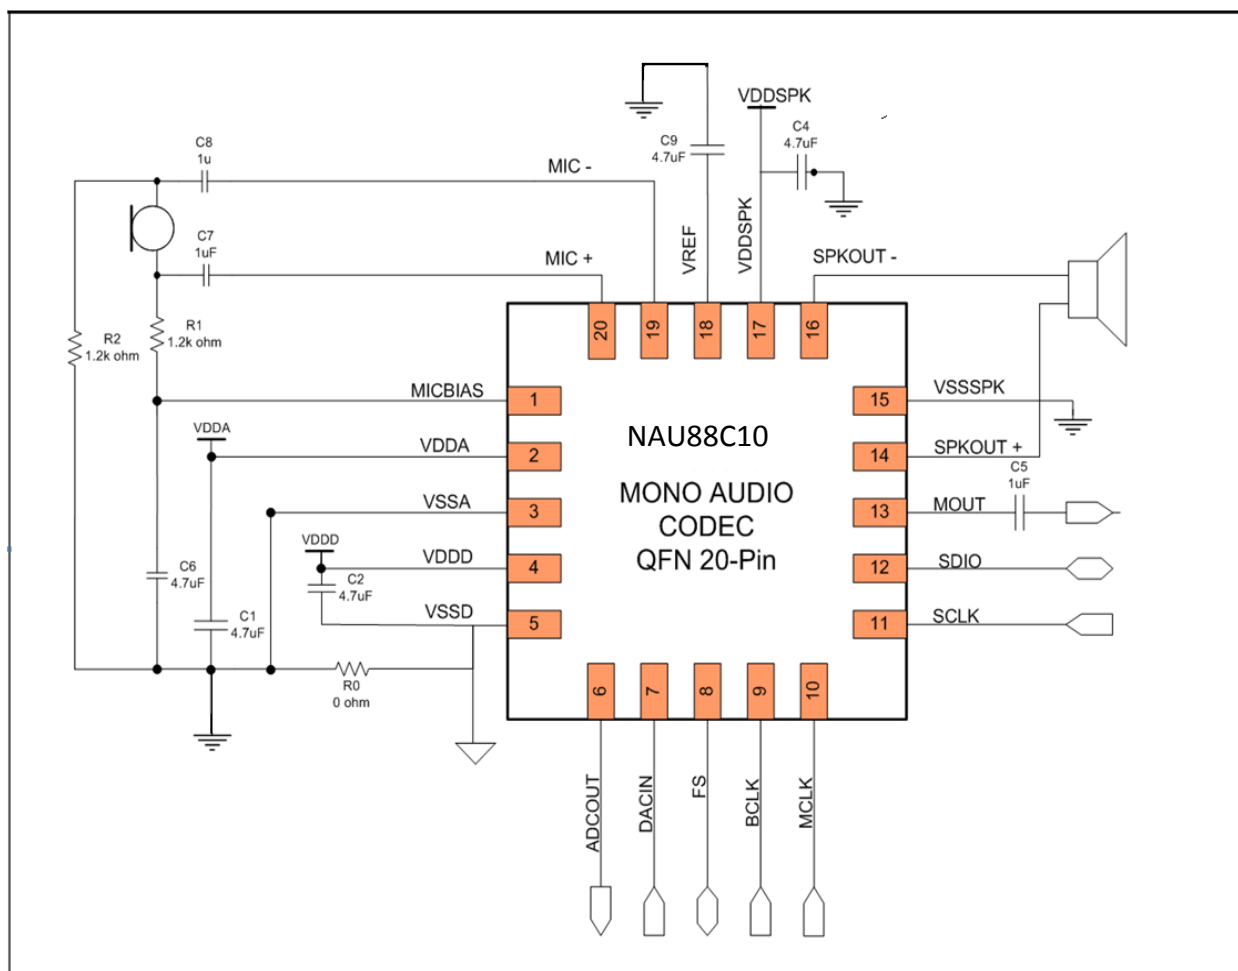 VDDSPK
C4
4.7uF
C9
4.7uF
C8
1u
MIC -
C7
1uF
MIC +
VREF
VDDSPK
SPKOUT -
R2
1.2k ohm
R1
1.2k ohm
20
19
18
17
16
MICBIAS
1
15
VSSSPK
VDDA
VDDA
2
14
SPKOUT +
NAU88C10
MONO AUDIO
CODEC
QFN 20-Pin
VSSA
3
13
MOUT
C5
1uF
VDDD
VDDD
4
12
SDIO
C6
4.7uF
C2
4.7uF
C1
4.7uF
VSSD
5
11
SCLK
R0
0 ohm
6
7
8
9
10
ADCOUT
DACIN
FS
BCLK
MCLK